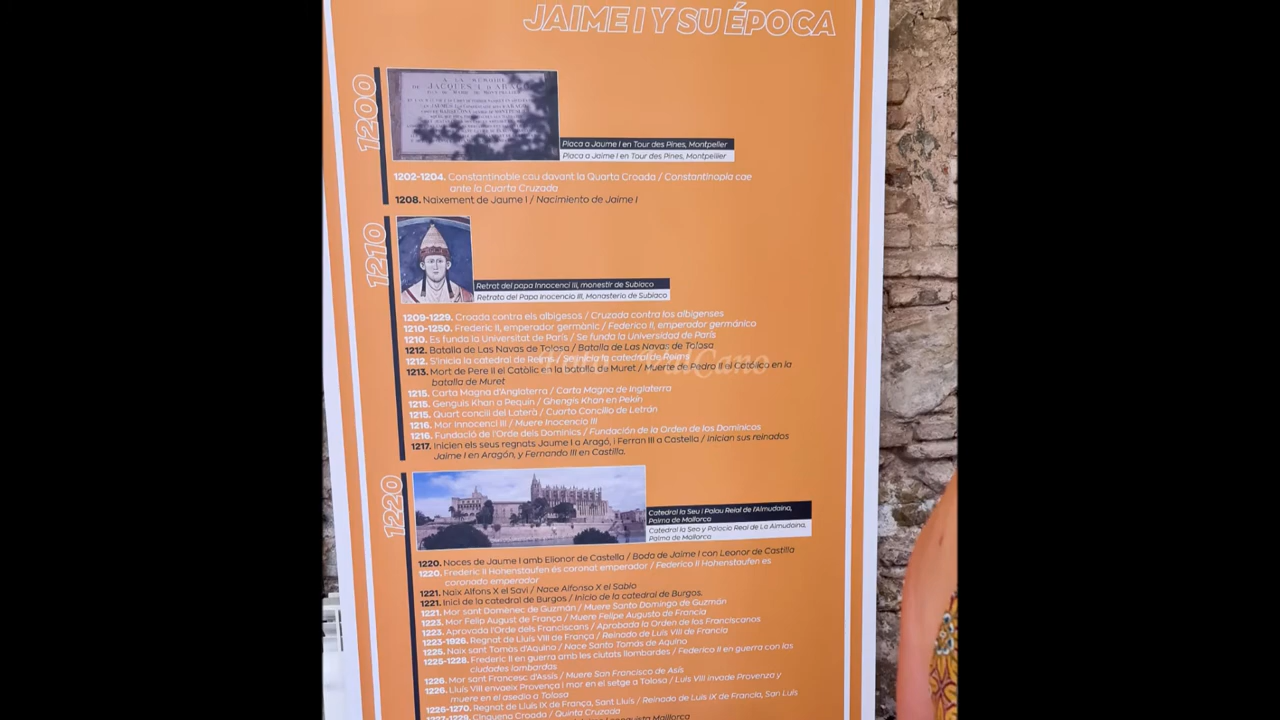 JAIME I Y SU ÉPOCA
1200
A LA MÉMOIRE
DE JACQUES I D'ARAGON
Placa a Jaume I en Tour des Pines, Montpeller
Placa a Jaime I en Tour des Pines, Montpellier
1202-1204. Constantinoble cau davant la Quarta Croada / Constantinopla cae
ante la Cuarta Cruzada
1208. Naixement de Jaume I / Nacimiento de Jaime I
1210
Retrat del papa Innocenci III, monestir de Subiaco
Retrato del Papa Inocencio III, Monasterio de Subiaco
1209-1229. Croada contra els albigesos / Cruzada contra los albigenses
1210-1250. Frederic II, emperador germànic / Federico II, emperador germánico
1210. Es funda la Universitat de París / Se funda la Universidad de París
1212. Batalla de Las Navas de Tolosa / Batalla de Las Navas de Tolosa
1212. S'inicia la catedral de Reims / Se inicia la catedral de Reims
1213. Mort de Pere II el Catòlic en la batalla de Muret / Muerte de Pedro II el Católico en la
batalla de Muret
1215. Carta Magna d'Anglaterra / Carta Magna de Inglaterra
1215. Genguis Khan a Pequín / Ghengis Khan en Pekín
1215. Quart concili del Laterà / Cuarto Concilio de Letrán
1216. Mor Innocenci III / Muere Inocencio III
1216. Fundació de l'Orde dels Dominics / Fundación de la Orden de los Domínicos
1217. Inicien els seus regnats Jaume I a Aragó, i Ferran III a Castella / Inician sus reinados
Jaime I en Aragón, y Fernando III en Castilla.
1220
Catedral la Seu i Palau Reial de l'Almudaina,
Palma de Mallorca
Catedral la Seo y Palacio Real de La Almudaina,
Palma de Mallorca
1220. Noces de Jaume I amb Elionor de Castella / Boda de Jaime I con Leonor de Castilla
1220. Frederic II Hohenstaufen és coronat emperador / Federico II Hohenstaufen es
coronado emperador
1221. Naix Alfons X el Savi / Nace Alfonso X el Sabio
1221. Inici de la catedral de Burgos / Inicio de la catedral de Burgos.
1221. Mor sant Domènec de Guzmán / Muere Santo Domingo de Guzmán
1223. Mor Felip August de França / Muere Felipe Augusto de Francia
1223. Aprovada l'Orde dels Franciscans / Aprobada la Orden de los Franciscanos
1223-1926. Regnat de Lluís VIII de França / Reinado de Luis VIII de Francia
1225. Naix sant Tomàs d'Aquino / Nace Santo Tomás de Aquino
1225-1228. Frederic II en guerra amb les ciutats llombardes / Federico II en guerra con las
ciudades lombardas
1226. Mor sant Francesc d'Assís / Muere San Francisco de Asís
1226. Lluís VIII envaeix Provença i mor en el setge a Tolosa / Luis VIII invade Provenza y
muere en el asedio a Tolosa
1226-1270. Regnat de Lluís IX de França, Sant Lluís / Reinado de Luis IX de Francia, San Luis
1227-1229. Cinquena Croada / Quinta Cruzada
conquista Maillorca